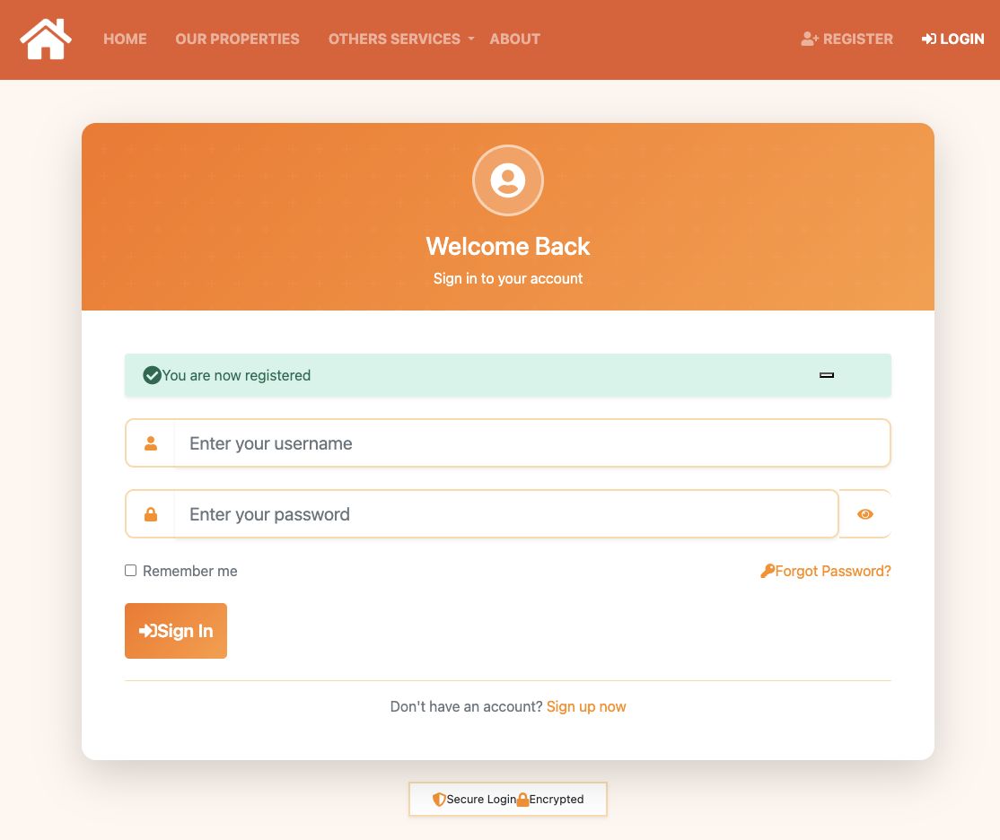 HOME OUR PROPERTIES OTHERS SERVICES ABOUT REGISTER LOGIN
Welcome Back
Sign in to your account
You are now registered
Enter your username
Enter your password
Remember me Forgot Password?
Sign In
Don't have an account? Sign up now
Secure Login Encrypted